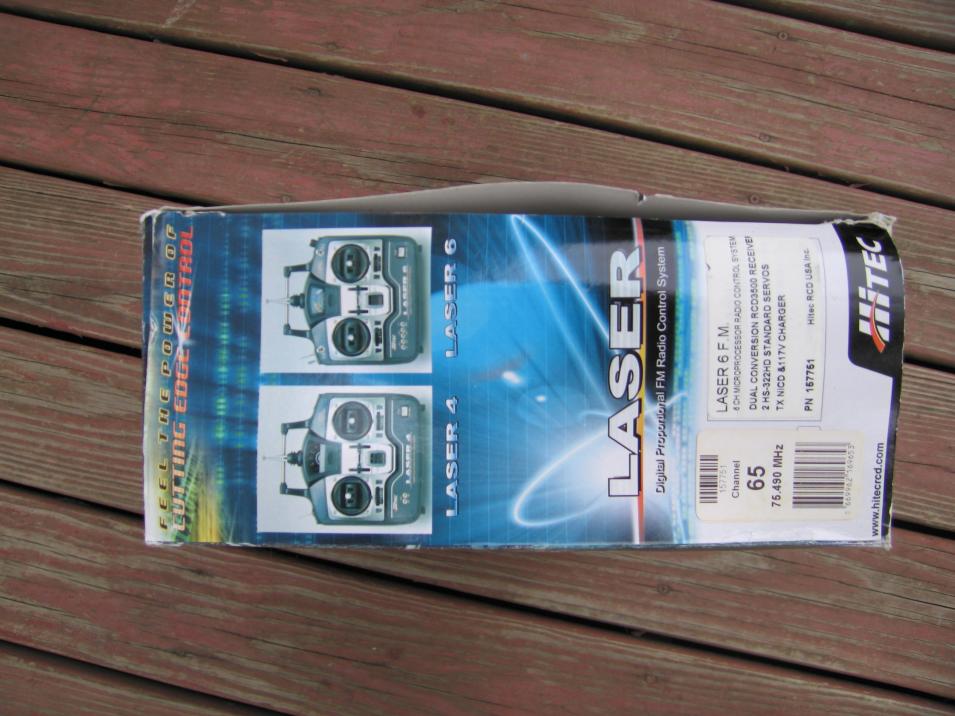 FEEL THE POWER OF
CUTTING EDGE CONTROL
LASER 4
LASER 6
LASER
Digital Proportional FM Radio Control System
157751
Channel
65
75.490 MHz
LASER 6 F.M.
6 CH MICROPROCESSOR RADIO CONTROL SYSTEM
DUAL CONVERSION RCD3500 RECEIVER
2 HS-322HD STANDARD SERVOS
TX NICD &117V CHARGER
PN 157751
Hitec RCD USA Inc.
www.hitecrcd.com
HiTEC